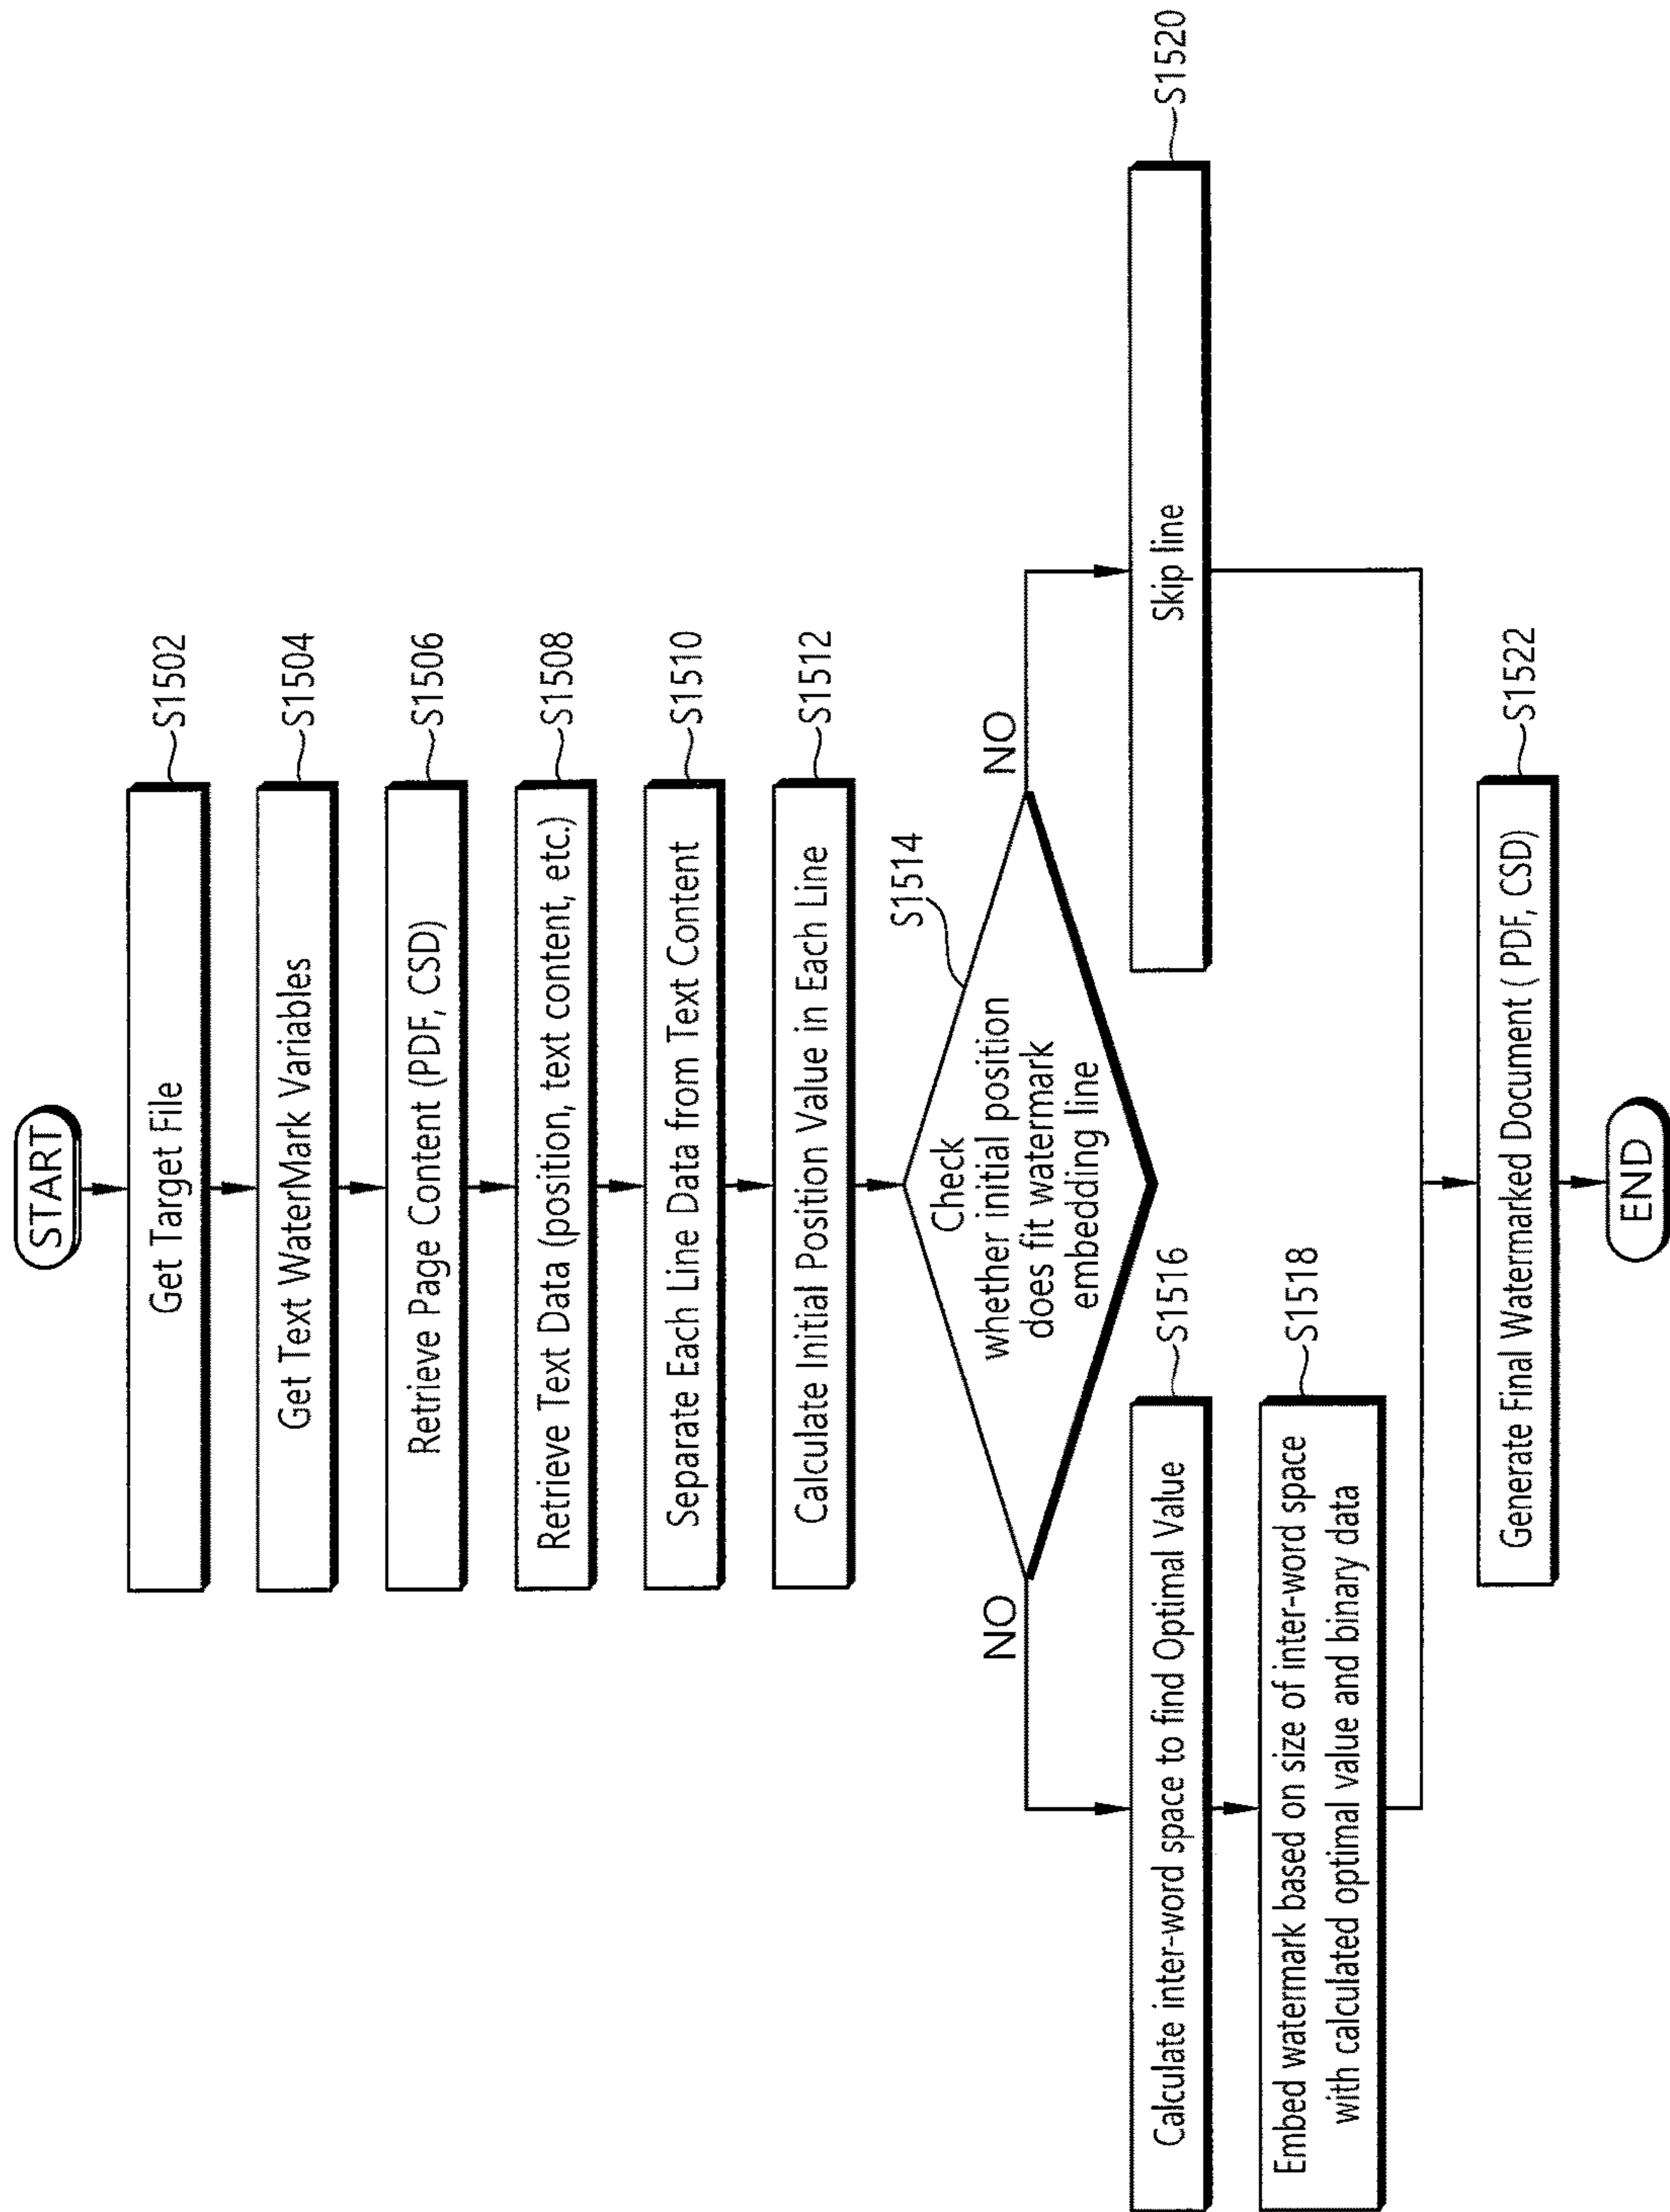 START
Get Target File
S1502
Get Text WaterMark Variables
S1504
Retrieve Page Content (PDF, CSD)
S1506
Retrieve Text Data (position, text content, etc.)
S1508
Separate Each Line Data from Text Content
S1510
Calculate Initial Position Value in Each Line
S1512
S1514
Check
whether initial position
does fit watermark
embedding line
NO
NO
Calculate inter-word space to find Optimal Value
S1516
Embed watermark based on size of inter-word space
with calculated optimal value and binary data
S1518
Skip line
S1520
Generate Final Watermarked Document ( PDF, CSD)
S1522
END